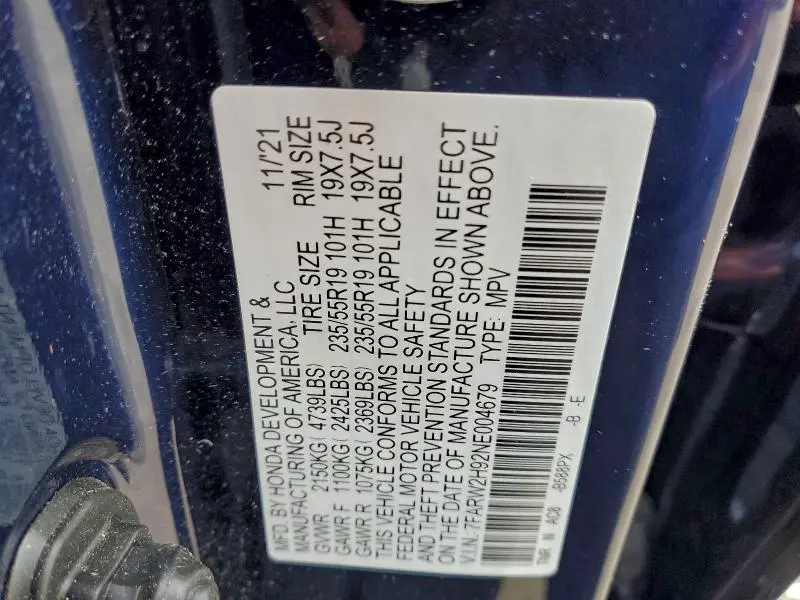 MFD. BY HONDA DEVELOPMENT & 11/'21
MANUFACTURING OF AMERICA, LLC
TIRE SIZE RIM SIZE
GVWR 2150KG( 4739LBS)
GAWR F 1100KG( 2425LBS) 235/55R19 101H 19X7.5J
GAWR R 1075KG( 2369LBS) 235/55R19 101H 19X7.5J
THIS VEHICLE CONFORMS TO ALL APPLICABLE
FEDERAL MOTOR VEHICLE SAFETY
AND THEFT PREVENTION STANDARDS IN EFFECT
ON THE DATE OF MANUFACTURE SHOWN ABOVE.
V.I.N.: 7FARW2H92NE004679 TYPE: MPV
-B588PX -B -E